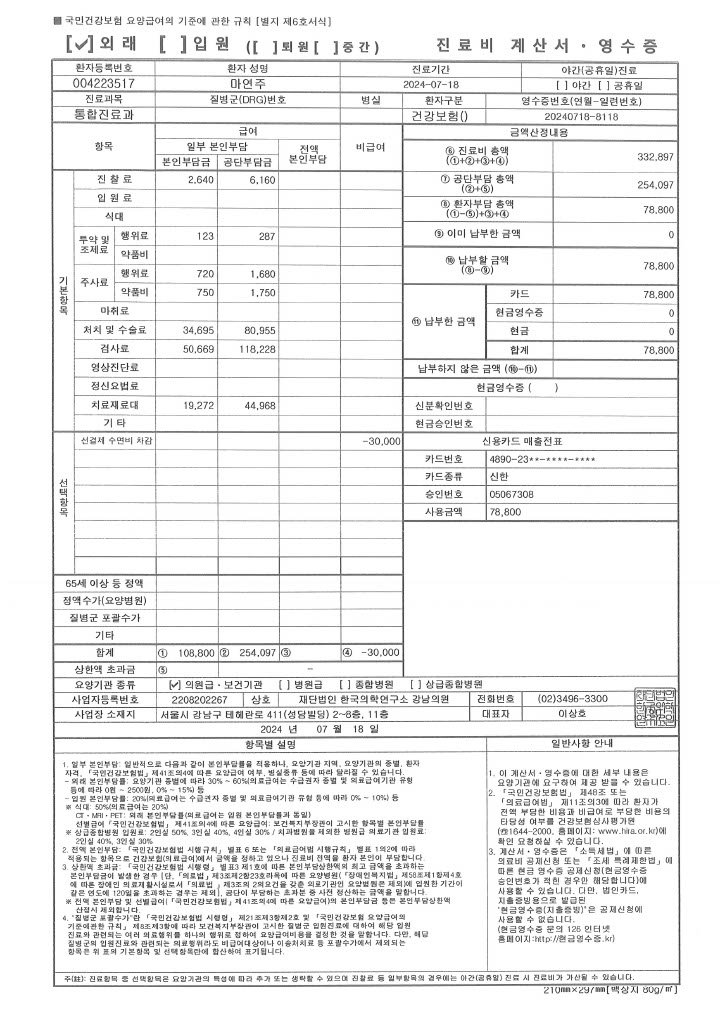 ■ 국민건강보험 요양급여의 기준에 관한 규칙 [별지 제6호서식]
[✓]외래 [ ]입원 ([ ]퇴원[ ]중간) 진료비 계산서·영수증
환자등록번호 환자 성명 진료기간 야간(공휴일)진료
004223517 마연주 2024-07-18 [ ] 야간 [ ] 공휴일
진료과목 질병군(DRG)번호 병실 환자구분 영수증번호(연월-일련번호)
통합진료과 건강보험() 20240718-8118
항목 급여 비급여 금액산정내용
일부 본인부담 전액 본인부담
본인부담금 공단부담금
⑥ 진료비 총액 (①+②+③+④) 332,897
⑦ 공단부담 총액 (②+⑤) 254,097
⑧ 환자부담 총액 (①-⑤)+③+④ 78,800
⑨ 이미 납부한 금액 0
⑩ 납부할 금액 (⑧-⑨) 78,800
⑪ 납부한 금액
카드 78,800
현금영수증 0
현금 0
합계 78,800
납부하지 않은 금액 (⑩-⑪)
현금영수증 ( )
신분확인번호
현금승인번호
신용카드 매출전표
카드번호 4890-23**-****-****
카드종류 신한
승인번호 05067308
사용금액 78,800
기본항목
진찰료 2,640 6,160
입원료
식대
투약 및 조제료 행위료 123 287
약품비
주사료 행위료 720 1,680
약품비 750 1,750
마취료
처치 및 수술료 34,695 80,955
검사료 50,669 118,228
영상진단료
정신요법료
치료재료대 19,272 44,968
기타
선택항목
선결제 수면비 차감 -30,000
65세 이상 등 정액
정액수가(요양병원)
질병군 포괄수가
기타
합계 ① 108,800 ② 254,097 ③ ④ -30,000
상한액 초과금 ⑤ -
요양기관 종류 [✓] 의원급·보건기관 [ ] 병원급 [ ] 종합병원 [ ] 상급종합병원
사업자등록번호 2208202267 상호 재단법인 한국의학연구소 강남의원 전화번호 (02)3496-3300
사업장 소재지 서울시 강남구 테헤란로 411(성담빌딩) 2~8층, 11층 대표자 이상호 (인)
2024 년 07 월 18 일
항목별 설명
1. 일부 본인부담: 일반적으로 다음과 같이 본인부담률을 적용하나, 요양기관 지역, 요양기관의 종별, 환자
자격, 「국민건강보험법」 제41조의4에 따른 요양급여 여부, 병실종류 등에 따라 달라질 수 있습니다.
- 외래 본인부담률: 요양기관 종별에 따라 30% ~ 60%(의료급여는 수급권자 종별 및 의료급여기관 유형
등에 따라 0원 ~ 2500원, 0% ~ 15%) 등
- 입원 본인부담률: 20%(의료급여는 수급권자 종별 및 의료급여기관 유형 등에 따라 0% ~ 10%) 등
※ 식대: 50%(의료급여는 20%)
CT·MRI·PET: 외래 본인부담률(의료급여는 입원 본인부담률과 동일)
선별급여 「국민건강보험법」 제41조의4에 따른 요양급여): 보건복지부장관이 고시한 항목별 본인부담률
※ 상급종합병원 입원료: 2인실 50%, 3인실 40%, 4인실 30% / 치과병원를 제외한 병원급 의료기관 입원료:
2인실 40%, 3인실 30%
2. 전액 본인부담: 「국민건강보험법 시행규칙」 별표 6 또는 「의료급여법 시행규칙」 별표 1의2에 따라
적용되는 항목으로 건강보험(의료급여)에서 금액을 정하고 있으나 진료비 전액을 환자 본인이 부담합니다.
3. 상한액 초과금: 「국민건강보험법 시행령」 별표3 제1호에 따른 본인부담상한액의 최고 금액을 초과하는
본인부담금이 발생한 경우 [단, 「의료법」 제3조제2항제3호라목에 따른 요양병원(「장애인복지법」 제58조제1항제4호
에 따른 장애인 의료재활시설로서 「의료법」 제3조의 2의요건을 갖춘 의료기관인 요양병원은 제외)에 입원한 기간이
같은 연도에 120일을 초과하는 경우는 제외], 공단이 부담하는 초과분 중 사전 정산하는 금액을 말합니다.
※ 전액 본인부담 및 선별급여(「국민건강보험법」 제41조의4에 따른 요양급여)의 본인부담금 등은 본인부담상한액
산정시 제외합니다.
4. "질병군 포괄수가"란 「국민건강보험법 시행령」 제21조제3항제2호 및 「국민건강보험 요양급여의
기준에관한 규칙」 제8조제3항에 따라 보건복지부장관이 고시한 질병군 입원진료에 대하여 해당 입원
진료와 관련되는 여러 의료행위를 하나의 행위로 정하여 요양급여비용을 결정한 것을 말합니다. 다만, 해당
질병군의 입원진료와 관련되는 의료행위라도 비급여대상이나 이송처치료 등 포괄수가에서 제외되는
항목은 위 표의 기본항목 및 선택항목란에 합산하여 표기됩니다.
일반사항 안내
1. 이 계산서·영수증에 대한 세부 내용은
요양기관에 요구하여 제공 받을 수 있습니다.
2. 「국민건강보험법」 제48조 또는
「의료급여법」 제11조의3에 따라 환자가
전액 부담한 비용과 비급여로 부담한 비용의
타당성 여부를 건강보험심사평가원
(☎1644-2000, 홈페이지: www.hira.or.kr)에
확인 요청하실 수 있습니다.
3. 계산서·영수증은 「소득세법」에 따른
의료비 공제신청 또는 「조세 특례제한법」에
따른 현금 영수증 공제신청(현금영수증
승인번호가 적힌 경우만 해당합니다)에
사용할 수 있습니다. 다만, 법인카드,
지출증빙용으로 발급된
"현금영수증(지출증빙)"은 공제신청에
사용할 수 없습니다.
(현금영수증 문의 126 인터넷
홈페이지:http://현금영수증.kr)
주(註): 진료항목 중 선택항목은 요양기관의 특성에 따라 추가 또는 생략할 수 있으며 진찰료 등 일부항목의 경우에는 야간(공휴일) 진료 시 진료비가 가산될 수 있습니다.
210㎜×297㎜[백상지 80g/㎡]